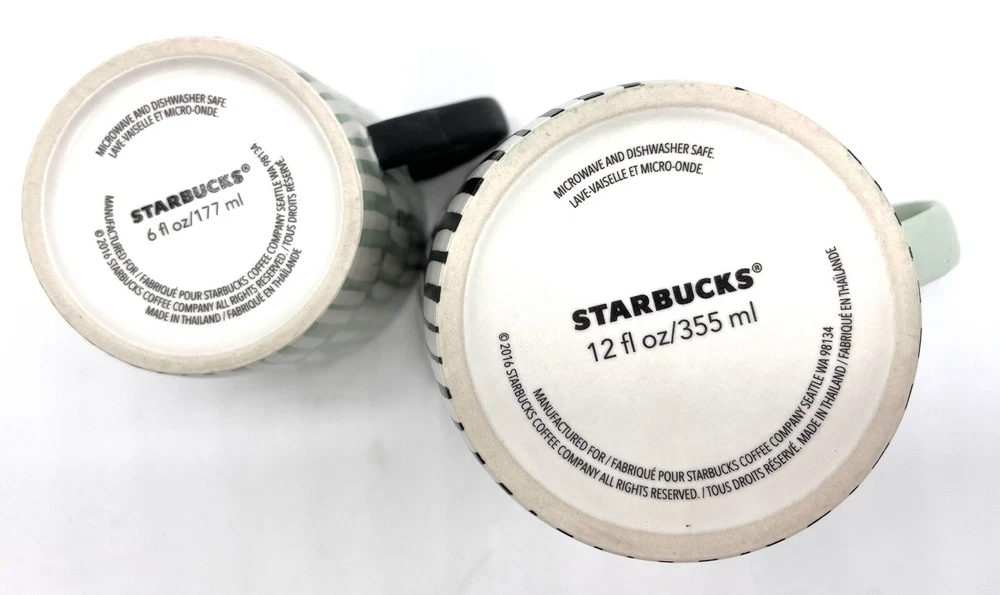 MICROWAVE AND DISHWASHER SAFE.
LAVE-VAISELLE ET MICRO-ONDE.
STARBUCKS®
6 fl oz/177 ml
MANUFACTURED FOR / FABRIQUÉ POUR STARBUCKS COFFEE COMPANY SEATTLE WA 98134
© 2016 STARBUCKS COFFEE COMPANY ALL RIGHTS RESERVED. / TOUS DROITS RÉSERVÉ.
MADE IN THAILAND / FABRIQUÉ EN THAÏLANDE
MICROWAVE AND DISHWASHER SAFE.
LAVE-VAISELLE ET MICRO-ONDE.
STARBUCKS®
12 fl oz/355 ml
MANUFACTURED FOR / FABRIQUÉ POUR STARBUCKS COFFEE COMPANY SEATTLE WA 98134
© 2016 STARBUCKS COFFEE COMPANY ALL RIGHTS RESERVED. / TOUS DROITS RÉSERVÉ. MADE IN THAILAND / FABRIQUÉ EN THAÏLANDE